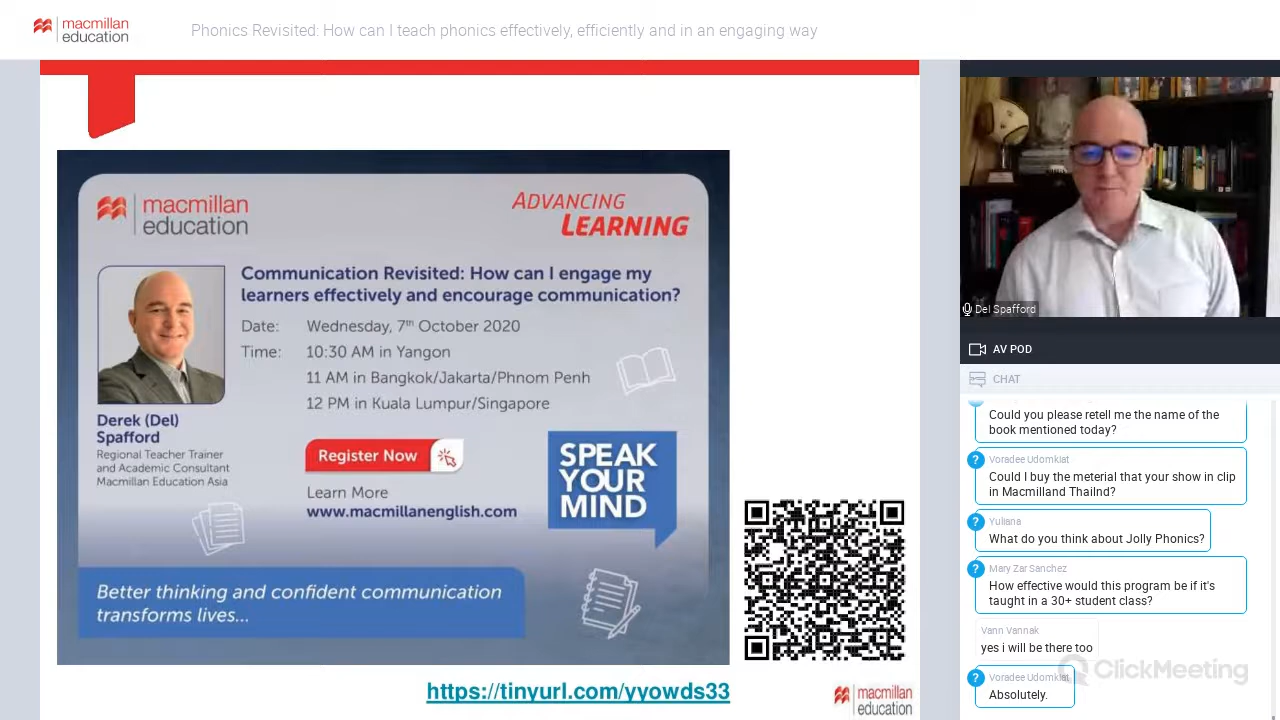 macmillan
education
Phonics Revisited: How can I teach phonics effectively, efficiently and in an engaging way
macmillan
education
ADVANCING
LEARNING
Communication Revisited: How can I engage my
learners effectively and encourage communication?
Date: Wednesday, 7th October 2020
Time: 10:30 AM in Yangon
11 AM in Bangkok/Jakarta/Phnom Penh
12 PM in Kuala Lumpur/Singapore
Derek (Del)
Spafford
Regional Teacher Trainer
and Academic Consultant
Macmillan Education Asia
Register Now
Learn More
www.macmillanenglish.com
SPEAK
YOUR
MIND
Better thinking and confident communication
transforms lives...
https://tinyurl.com/yyowds33
macmillan
education
Del Spafford
AV POD
CHAT
Could you please retell me the name of the
book mentioned today?
Voradee Udomkiat
Could I buy the meterial that your show in clip
in Macmilland Thailnd?
Yuliana
What do you think about Jolly Phonics?
Mary Zar Sanchez
How effective would this program be if it's
taught in a 30+ student class?
Vann Vannak
yes i will be there too
Voradee Udomkiat
Absolutely.
ClickMeeting